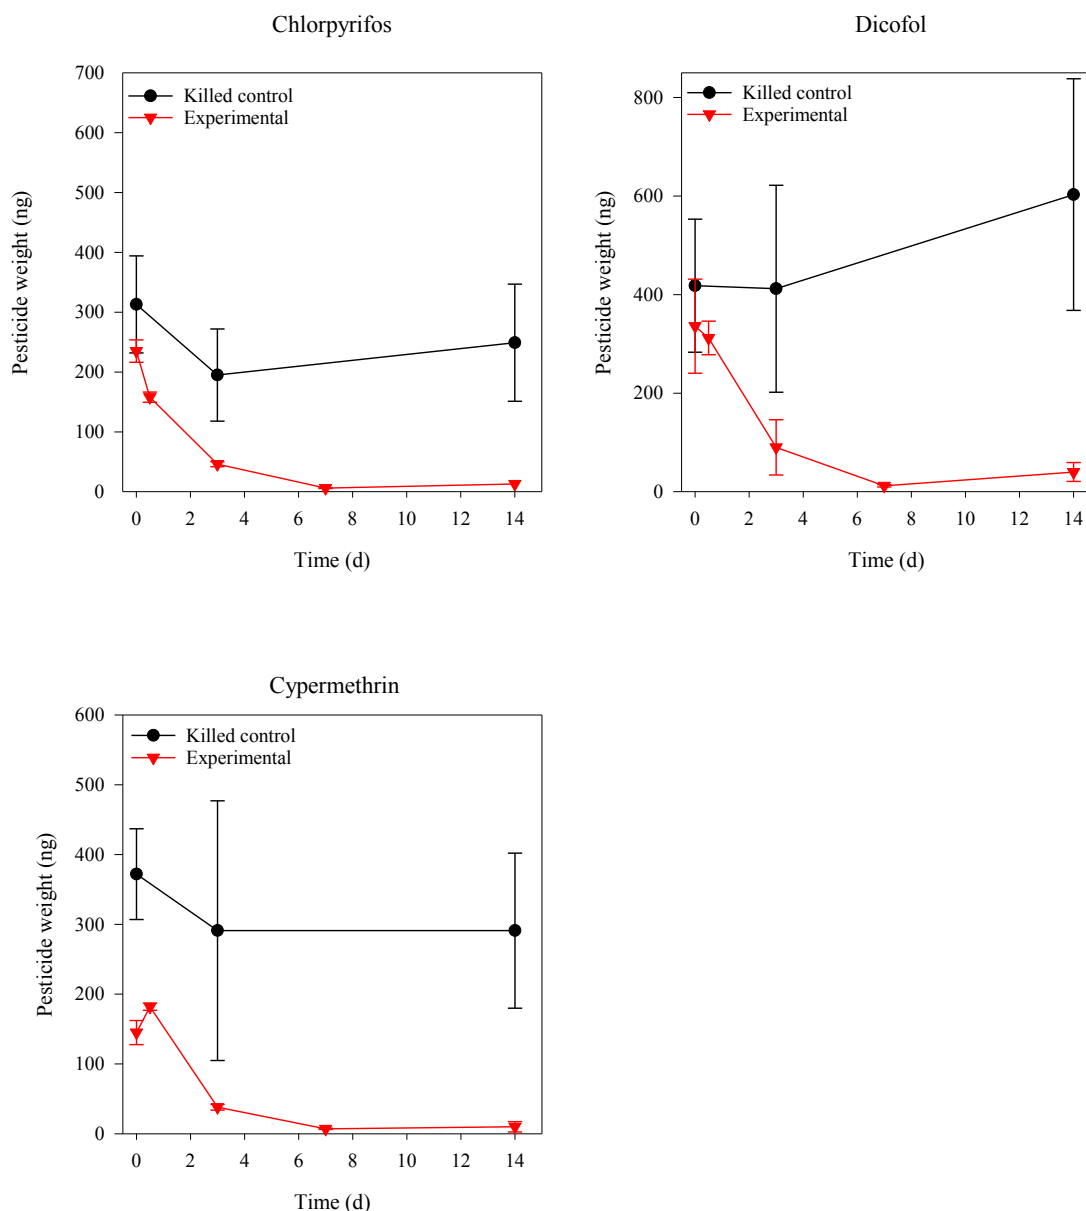 Chlorpyrifos
Pesticide weight (ng)
700
600
500
400
300
200
100
0
Killed control
Experimental
0 2 4 6 8 10 12 14
Time (d)
Dicofol
Pesticide weight (ng)
800
600
400
200
0
Killed control
Experimental
0 2 4 6 8 10 12 14
Time (d)
Cypermethrin
Pesticide weight (ng)
600
500
400
300
200
100
0
Killed control
Experimental
0 2 4 6 8 10 12 14
Time (d)